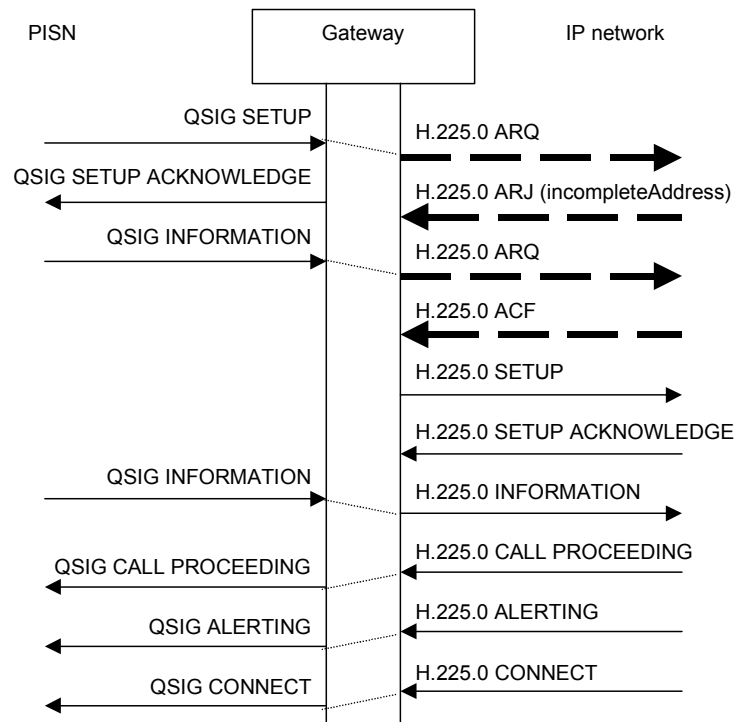 PISN
Gateway
IP network
QSIG SETUP
H.225.0 ARQ
QSIG SETUP ACKNOWLEDGE
H.225.0 ARJ (incompleteAddress)
QSIG INFORMATION
H.225.0 ARQ
H.225.0 ACF
H.225.0 SETUP
H.225.0 SETUP ACKNOWLEDGE
QSIG INFORMATION
H.225.0 INFORMATION
H.225.0 CALL PROCEEDING
QSIG CALL PROCEEDING
H.225.0 ALERTING
QSIG ALERTING
H.225.0 CONNECT
QSIG CONNECT